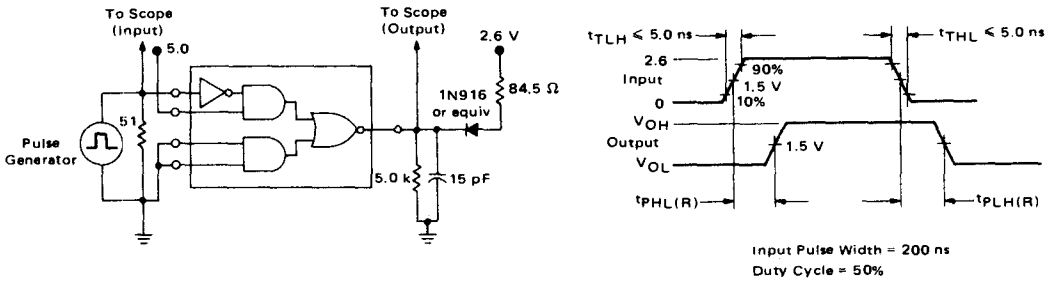 To Scope
(Input)
5.0
51
Pulse
Generator
To Scope
(Output)
2.6 V
84.5 Ω
1N916
or equiv
5.0 k
15 pF
tTLH ≤ 5.0 ns
tTHL ≤ 5.0 ns
2.6
Input
0
90%
1.5 V
10%
VOH
Output
VOL
1.5 V
tPHL(R)
tPLH(R)
Input Pulse Width = 200 ns
Duty Cycle = 50%